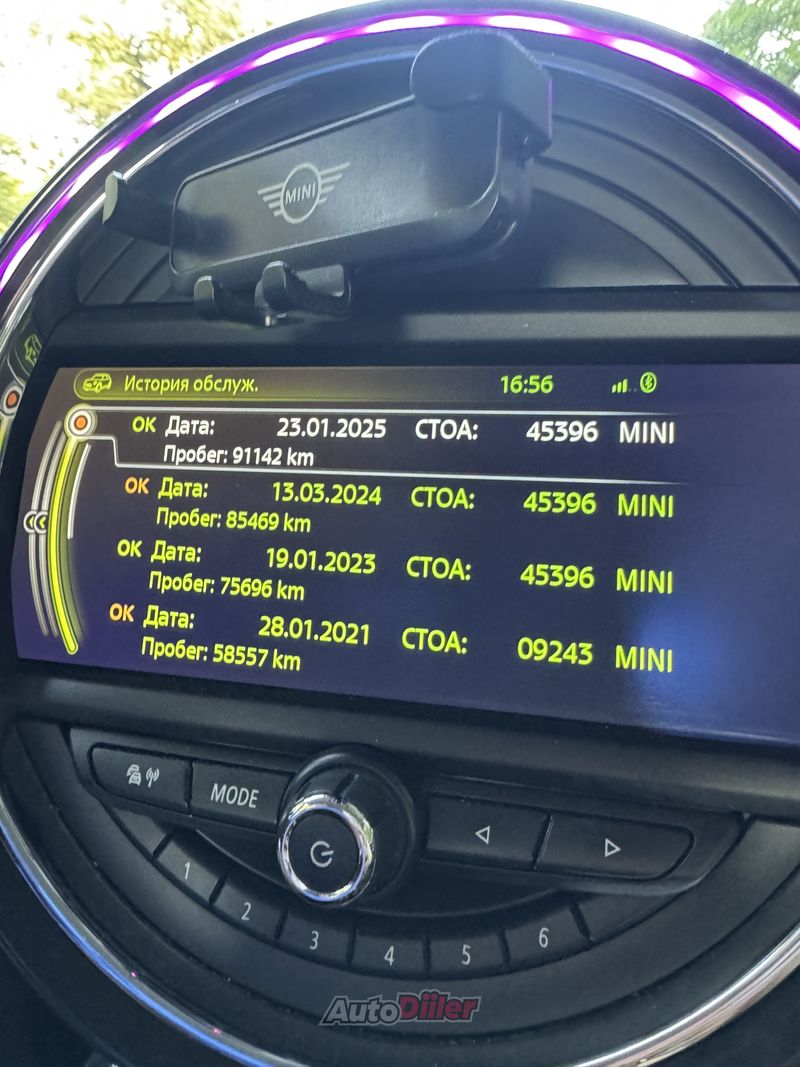 MINI
История обслуж. 16:56
OK Дата: 23.01.2025 СТОА: 45396 MINI
Пробег: 91142 km
OK Дата: 13.03.2024 СТОА: 45396 MINI
Пробег: 85469 km
OK Дата: 19.01.2023 СТОА: 45396 MINI
Пробег: 75696 km
OK Дата: 28.01.2021 СТОА: 09243 MINI
Пробег: 58557 km
MODE
1 2 3 4 5 6
AutoDiiler